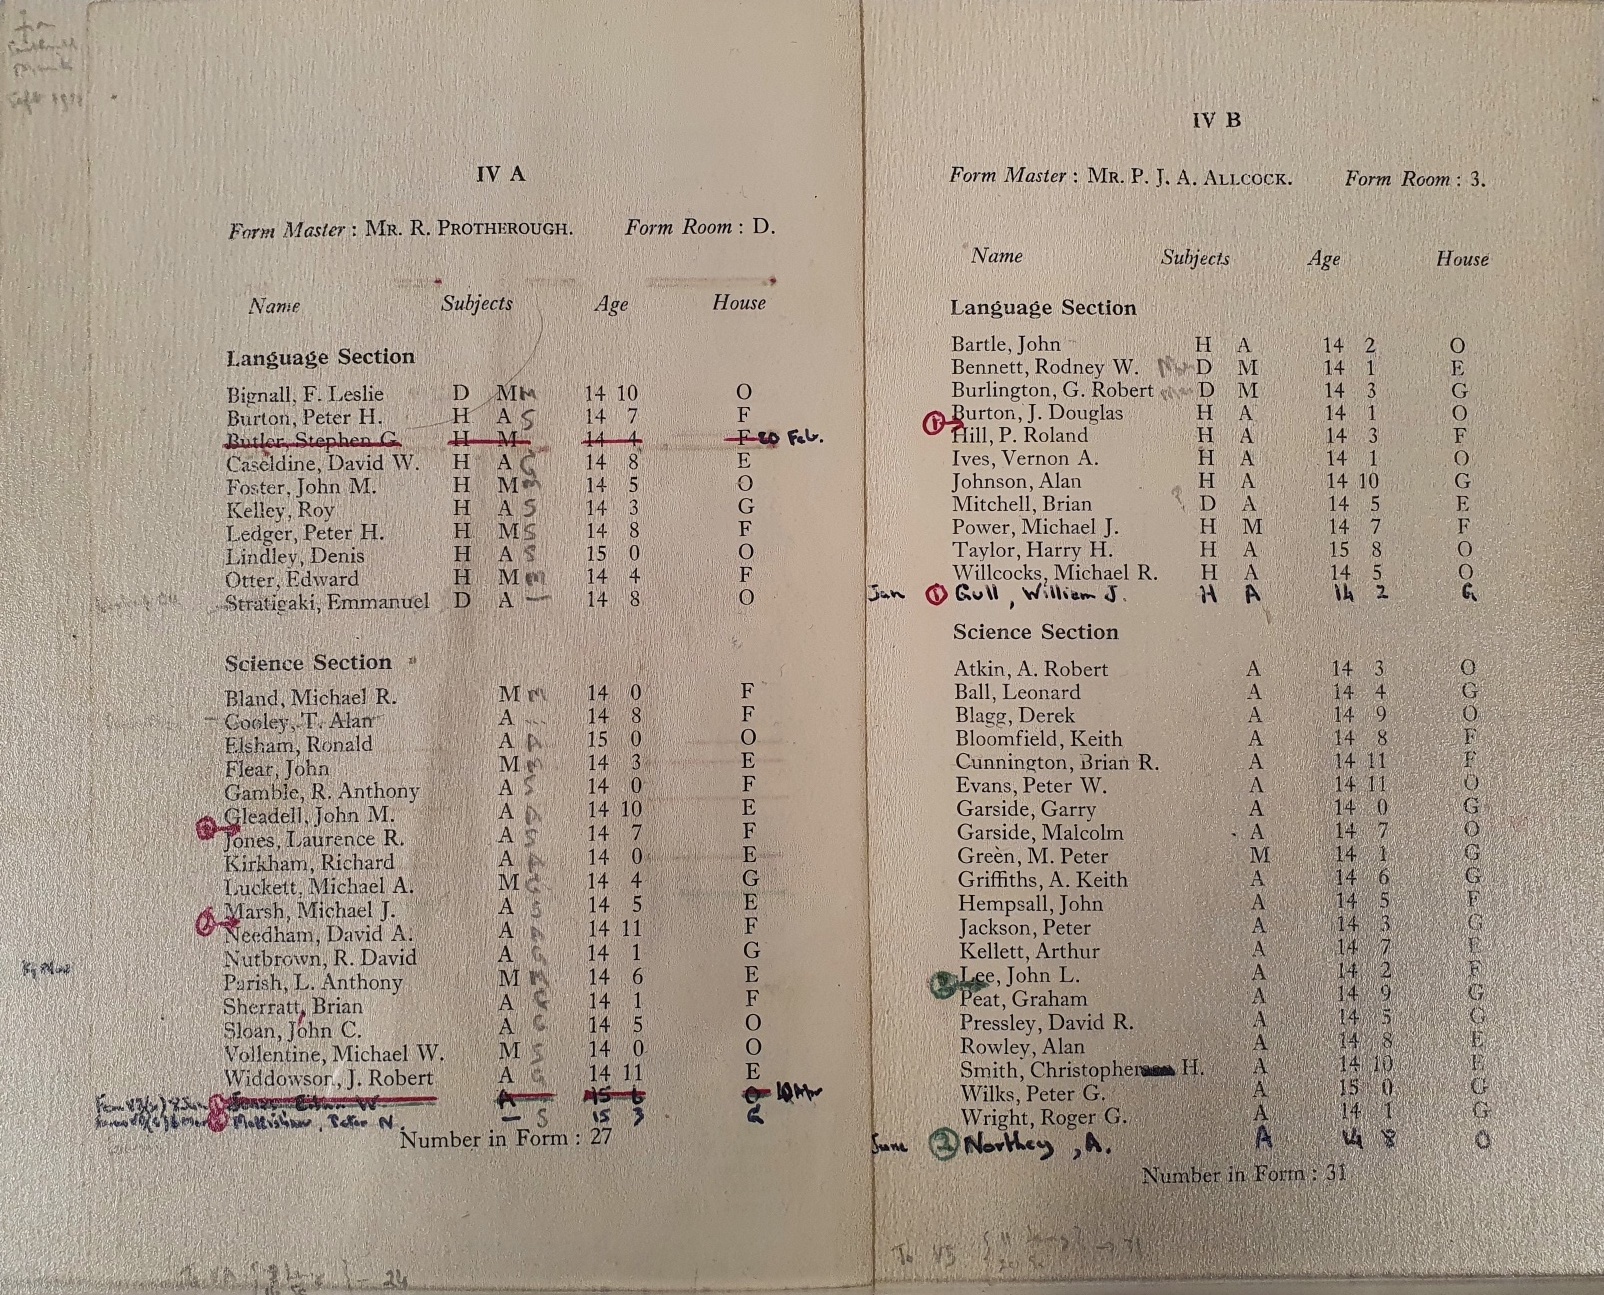 IV A
Form Master : MR. R. PROTHEROUGH. Form Room : D.
Name Subjects Age House
Language Section
Bignall, F. Leslie D M m 14 10 O
Burton, Peter H. H A S 14 7 F
Butler, Stephen G. H M 14 4 F 20 Feb.
Caseldine, David W. H A G 14 8 E
Foster, John M. H M 14 5 O
Kelley, Roy H A S 14 3 G
Ledger, Peter H. H M S 14 8 F
Lindley, Denis H A S 15 0 O
Otter, Edward H M m 14 4 F
Stratigaki, Emmanuel D A — 14 8 O
Science Section
Bland, Michael R. M m 14 0 F
Cooley, T. Alan A 14 8 F
Elsham, Ronald A A 15 0 O
Flear, John M 14 3 E
Gamble, R. Anthony A S 14 0 F
Gleadell, John M. A 14 10 E
Jones, Laurence R. A S 14 7 F
Kirkham, Richard A 14 0 E
Luckett, Michael A. M G 14 4 G
Marsh, Michael J. A S 14 5 E
Needham, David A. A 14 11 F
Nutbrown, R. David A G 14 1 G
Parish, L. Anthony M 14 6 E
Sherratt, Brian A G 14 1 F
Sloan, John C. A G 14 5 O
Vollentine, Michael W. M S 14 0 O
Widdowson, J. Robert A G 14 11 E
A 15 6 O 10 Apr
Peter N. — S 15 3 G
Number in Form : 27
24
IV B
Form Master : MR. P. J. A. ALLCOCK. Form Room : 3.
Name Subjects Age House
Language Section
Bartle, John H A 14 2 O
Bennett, Rodney W. D M 14 1 E
Burlington, G. Robert D M 14 3 G
Burton, J. Douglas H A 14 1 O
Hill, P. Roland H A 14 3 F
Ives, Vernon A. H A 14 1 O
Johnson, Alan H A 14 10 G
Mitchell, Brian ? D A 14 5 E
Power, Michael J. H M 14 7 F
Taylor, Harry H. H A 15 8 O
Willcocks, Michael R. H A 14 5 O
Jan 1 Gull, William J. H A 14 2 G
Science Section
Atkin, A. Robert A 14 3 O
Ball, Leonard A 14 4 G
Blagg, Derek A 14 9 O
Bloomfield, Keith A 14 8 F
Cunnington, Brian R. A 14 11 F
Evans, Peter W. A 14 11 O
Garside, Garry A 14 0 G
Garside, Malcolm A 14 7 O
Green, M. Peter M 14 1 G
Griffiths, A. Keith A 14 6 G
Hempsall, John A 14 5 F
Jackson, Peter A 14 3 G
Kellett, Arthur A 14 7 E
Lee, John L. A 14 2 F
Peat, Graham A 14 9 G
Pressley, David R. A 14 5 G
Rowley, Alan A 14 8 E
Smith, Christopher H. A 14 10 E
Wilks, Peter G. A 15 0 G
Wright, Roger G. A 14 1 G
June 2 Northey, A. A 14 8 O
Number in Form : 31